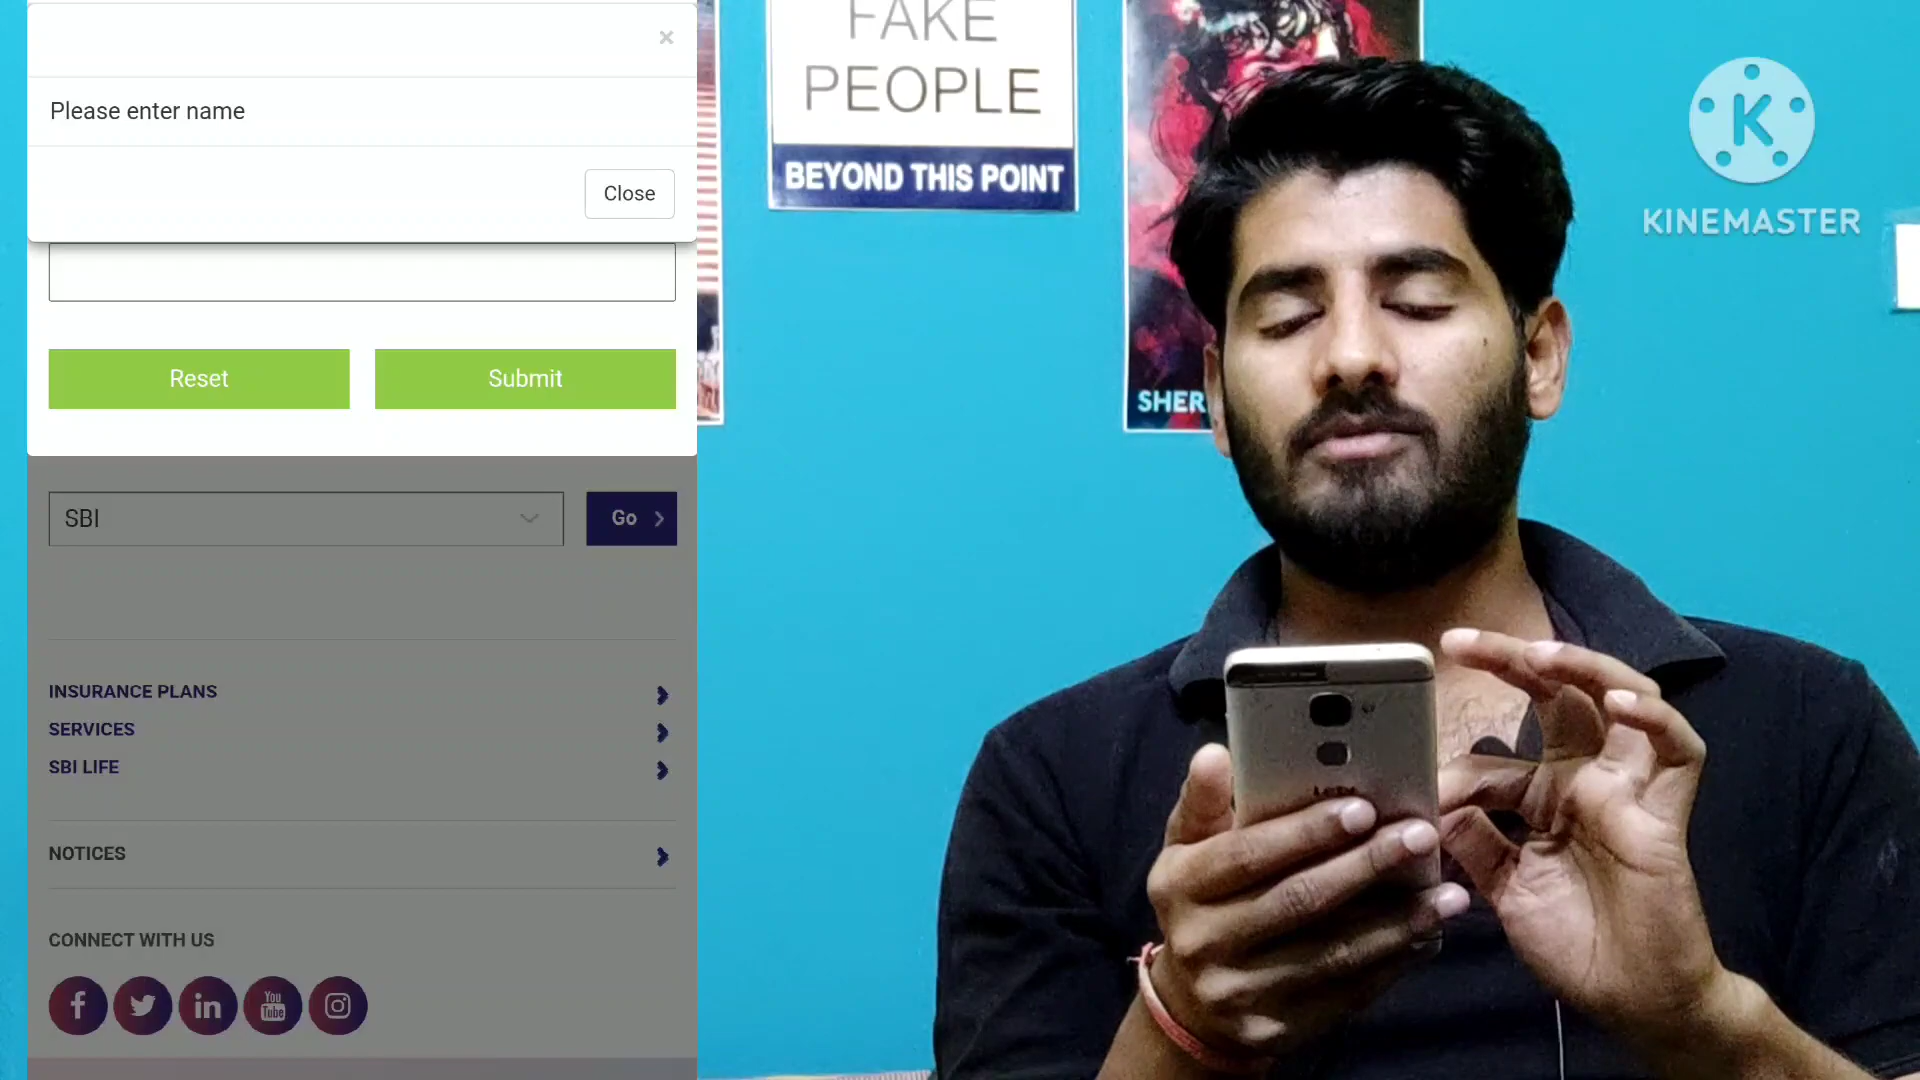 Please enter name
Close
Reset
Submit
SBI
Go
INSURANCE PLANS
SERVICES
SBI LIFE
NOTICES
CONNECT WITH US
You
Tube
FAKE
PEOPLE
BEYOND THIS POINT
SHER
K
KINEMASTER